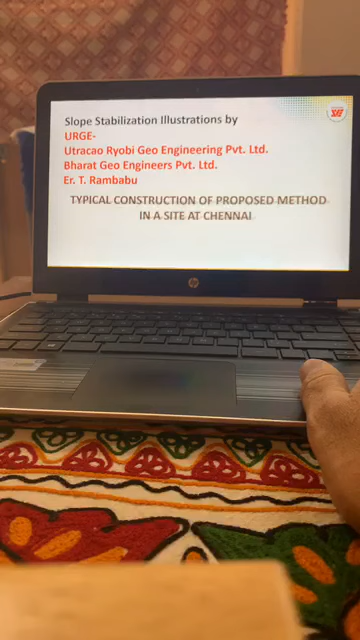 Slope Stabilization Illustrations by
URGE-
Utracao Ryobi Geo Engineering Pvt. Ltd.
Bharat Geo Engineers Pvt. Ltd.
Er. T. Rambabu
TYPICAL CONSTRUCTION OF PROPOSED METHOD
IN A SITE AT CHENNAI
hp